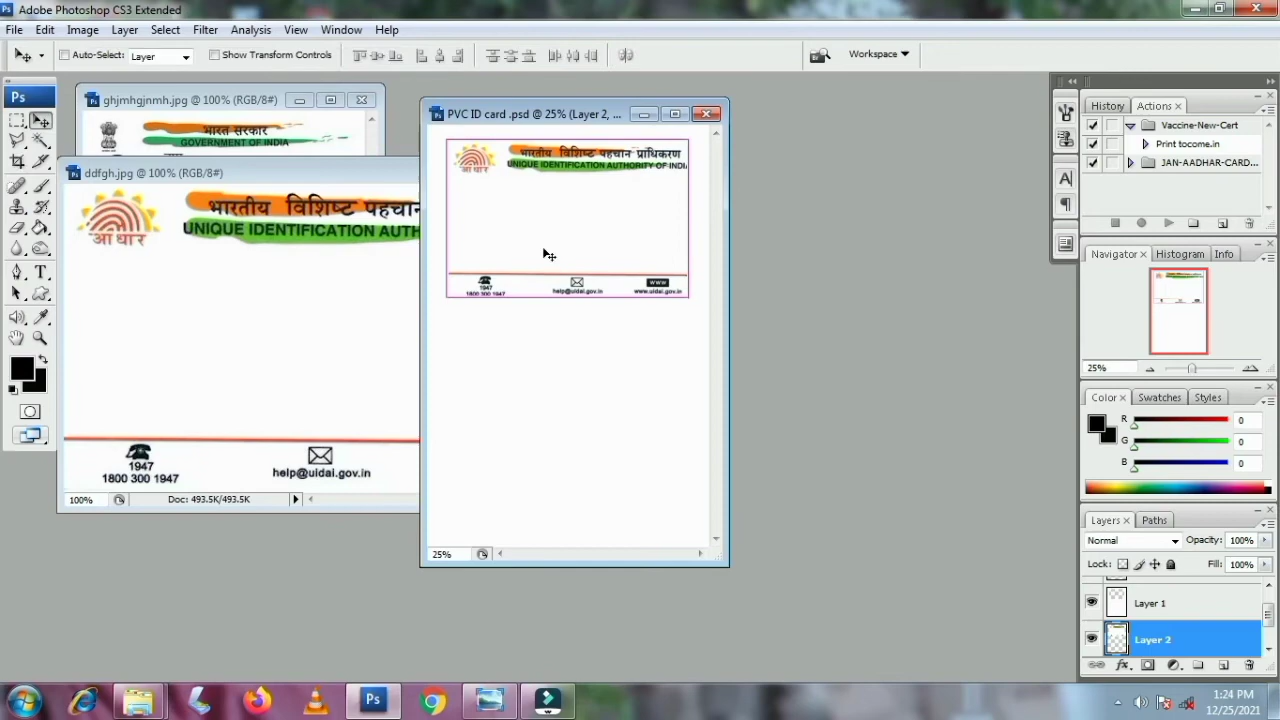 Adobe Photoshop CS3 Extended
File Edit Image Layer Select Filter Analysis View Window Help
Auto-Select: Layer Show Transform Controls Workspace
Ps
ghjmhgjnmh.jpg @ 100% (RGB/8#)
भारत सरकार
GOVERNMENT OF INDIA
ddfgh.jpg @ 100% (RGB/8#)
आधार
भारतीय विशिष्ट पहचान
UNIQUE IDENTIFICATION AUTH
1947
1800 300 1947
help@uidai.gov.in
100% Doc: 493.5K/493.5K
PVC ID card .psd @ 25% (Layer 2, ...
आधार
भारतीय विशिष्ट पहचान प्राधिकरण
UNIQUE IDENTIFICATION AUTHORITY OF INDIA
1947
1800 300 1947
help@uidai.gov.in
WWW
www.uidai.gov.in
25%
History Actions
Vaccine-New-Cert
Print tocome.in
JAN-AADHAR-CARD...
Navigator Histogram Info
25%
Color Swatches Styles
R 0
G 0
B 0
Layers Paths
Normal Opacity: 100%
Lock: Fill: 100%
Layer 1
Layer 2
Ps
1:24 PM
12/25/2021